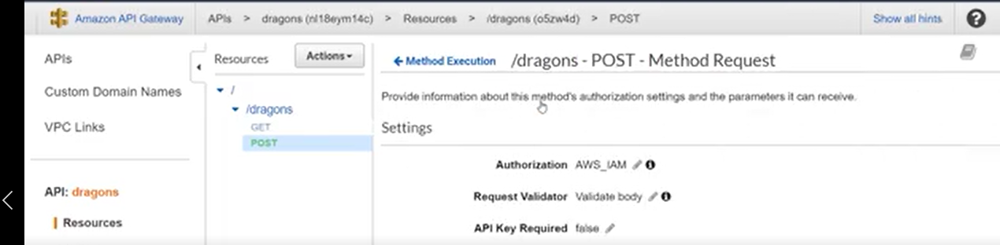 Amazon API Gateway
APIs > dragons (nl18eym14c) > Resources > /dragons (o5zw4d) > POST
Show all hints
?
APIs
Custom Domain Names
VPC Links
API: dragons
Resources
Resources
Actions
/
/dragons
GET
POST
Method Execution
/dragons - POST - Method Request
Provide information about this method's authorization settings and the parameters it can receive.
Settings
Authorization AWS_IAM
Request Validator Validate body
API Key Required false